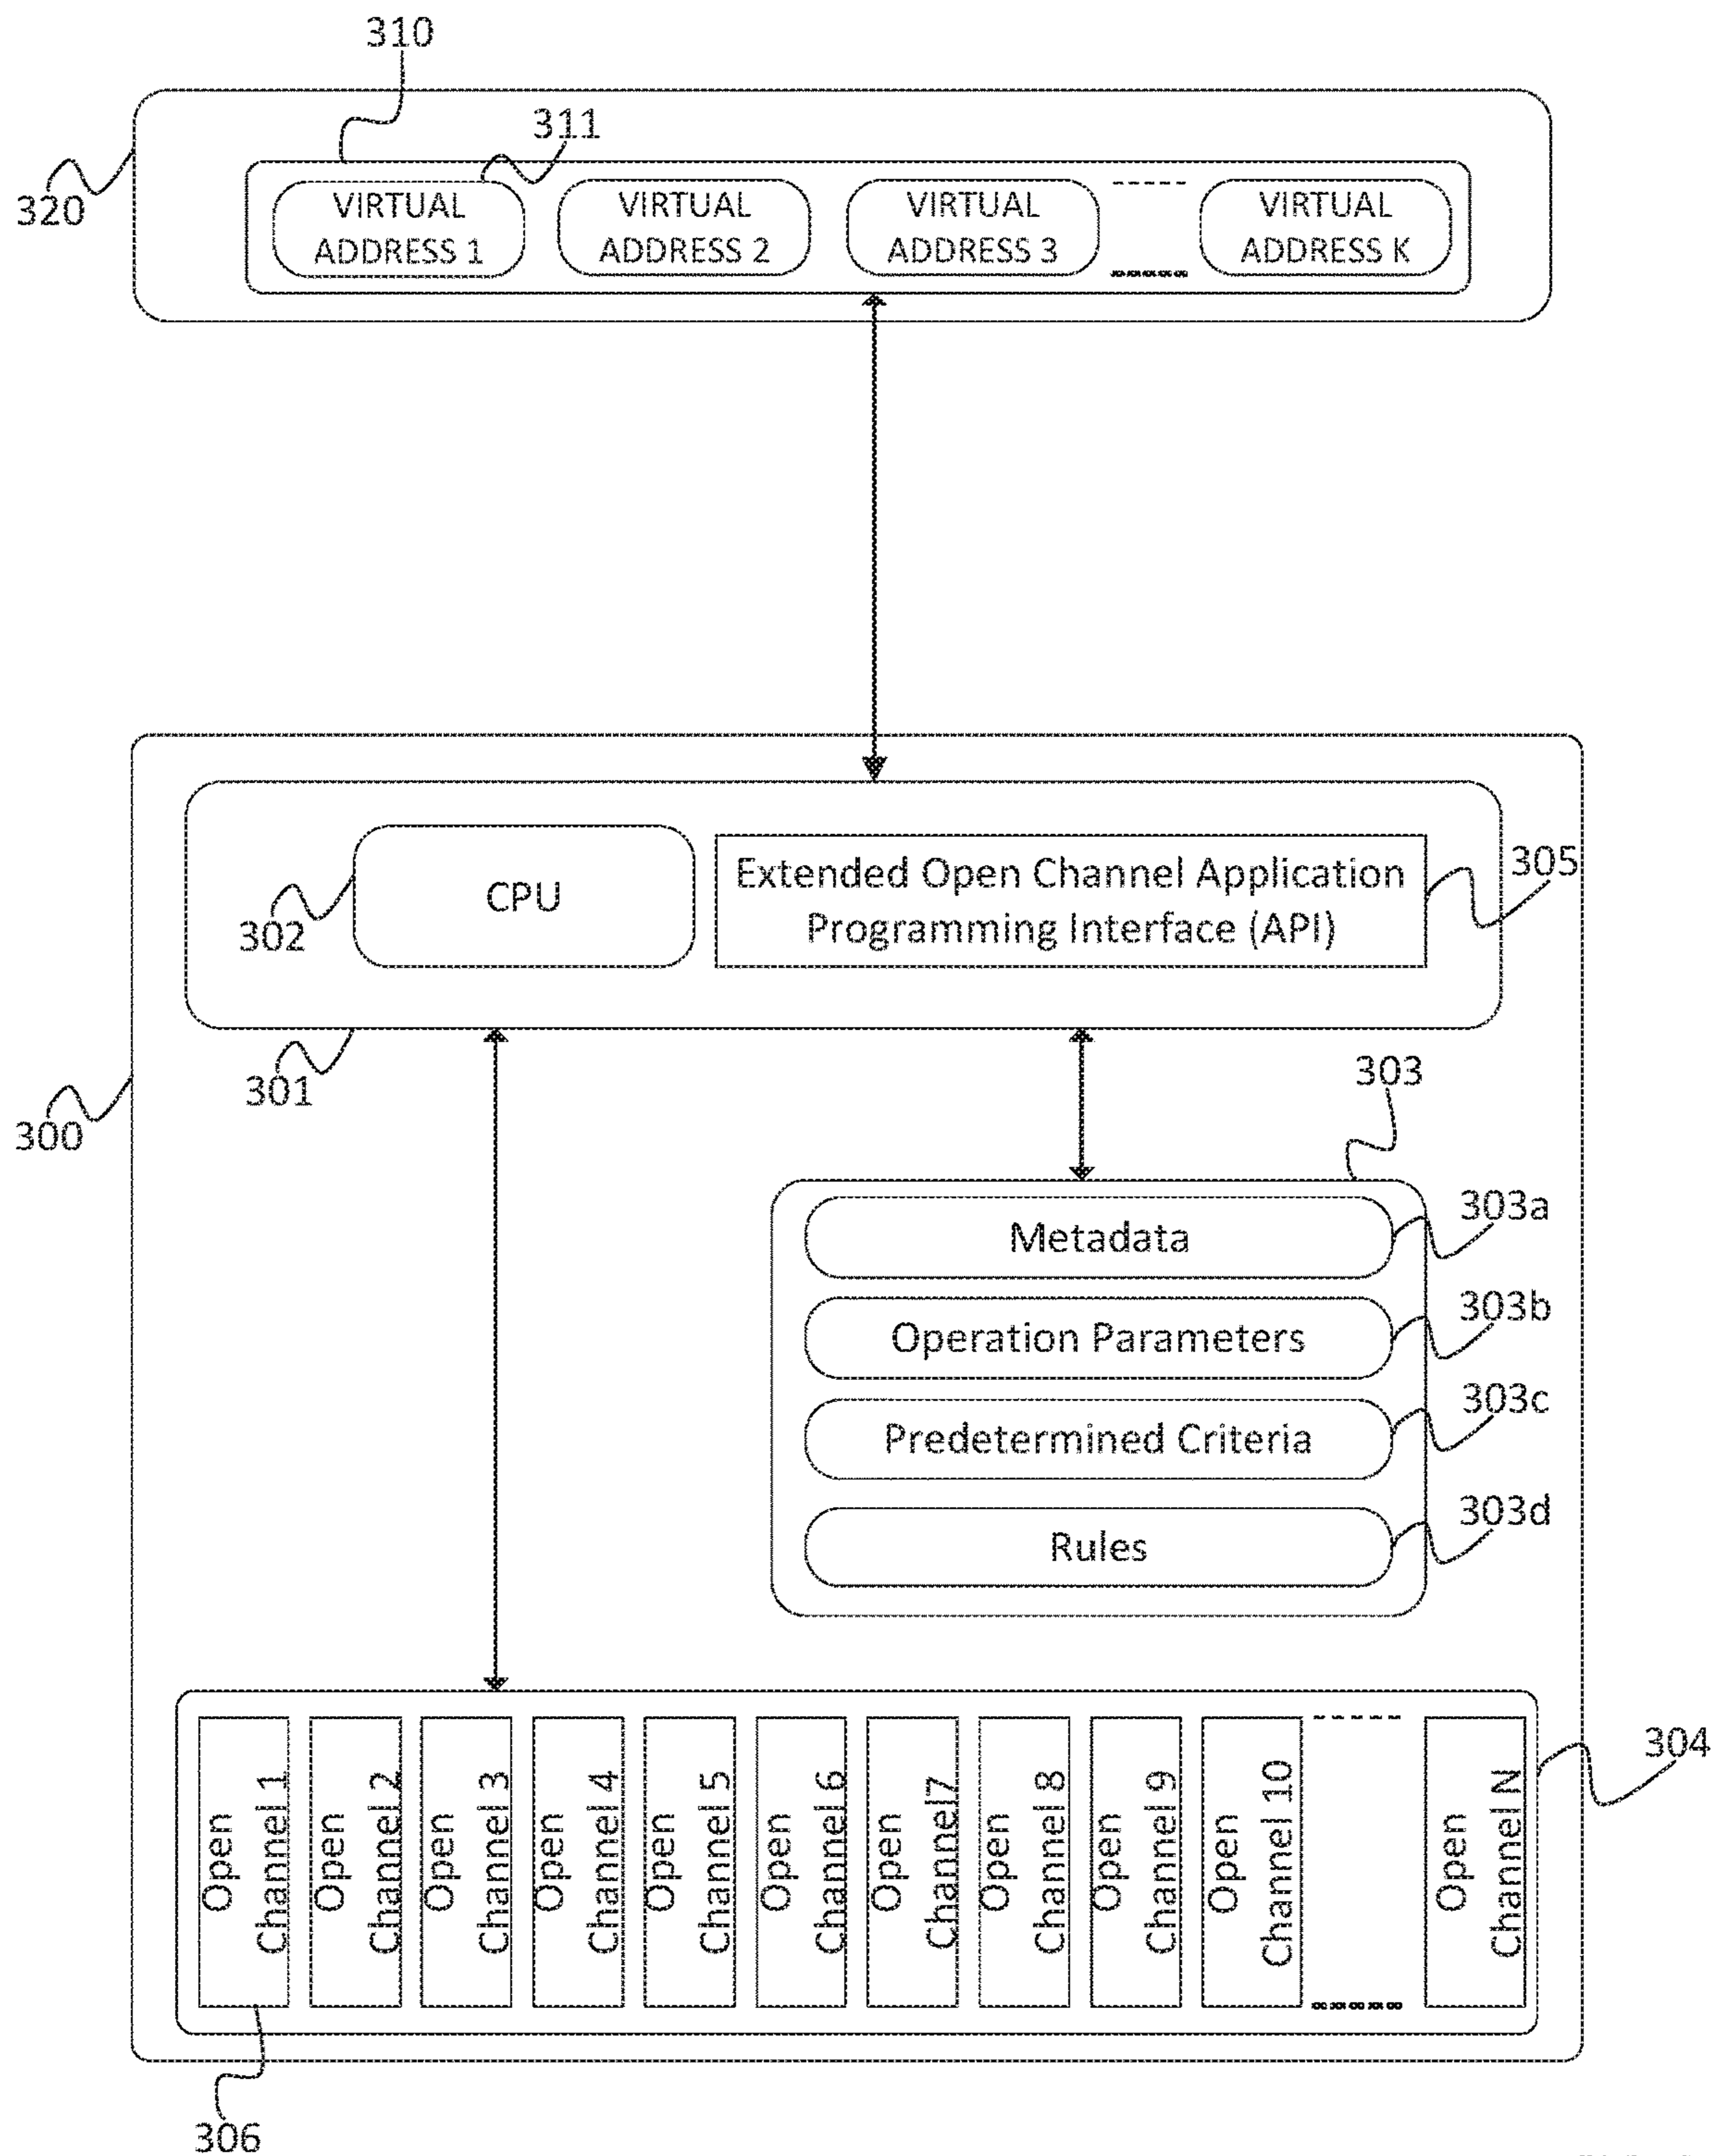 310
311
320
VIRTUAL
ADDRESS 1
VIRTUAL
ADDRESS 2
VIRTUAL
ADDRESS 3
VIRTUAL
ADDRESS K
CPU
Extended Open Channel Application
Programming Interface (API)
305
302
301
300
303
Metadata
303a
Operation Parameters
303b
Predetermined Criteria
303c
Rules
303d
304
Open
Channel 1
Open
Channel 2
Open
Channel 3
Open
Channel 4
Open
Channel 5
Open
Channel 6
Open
Channel7
Open
Channel 8
Open
Channel 9
Open
Channel 10
Open
Channel N
306